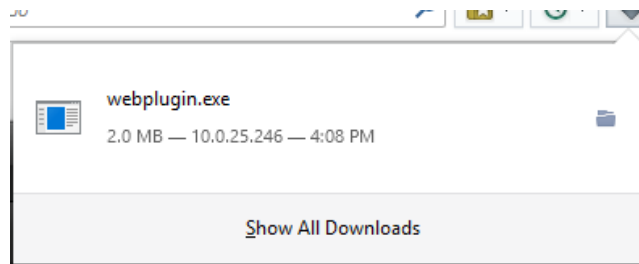 webplugin.exe
2.0 MB — 10.0.25.246 — 4:08 PM
Show All Downloads